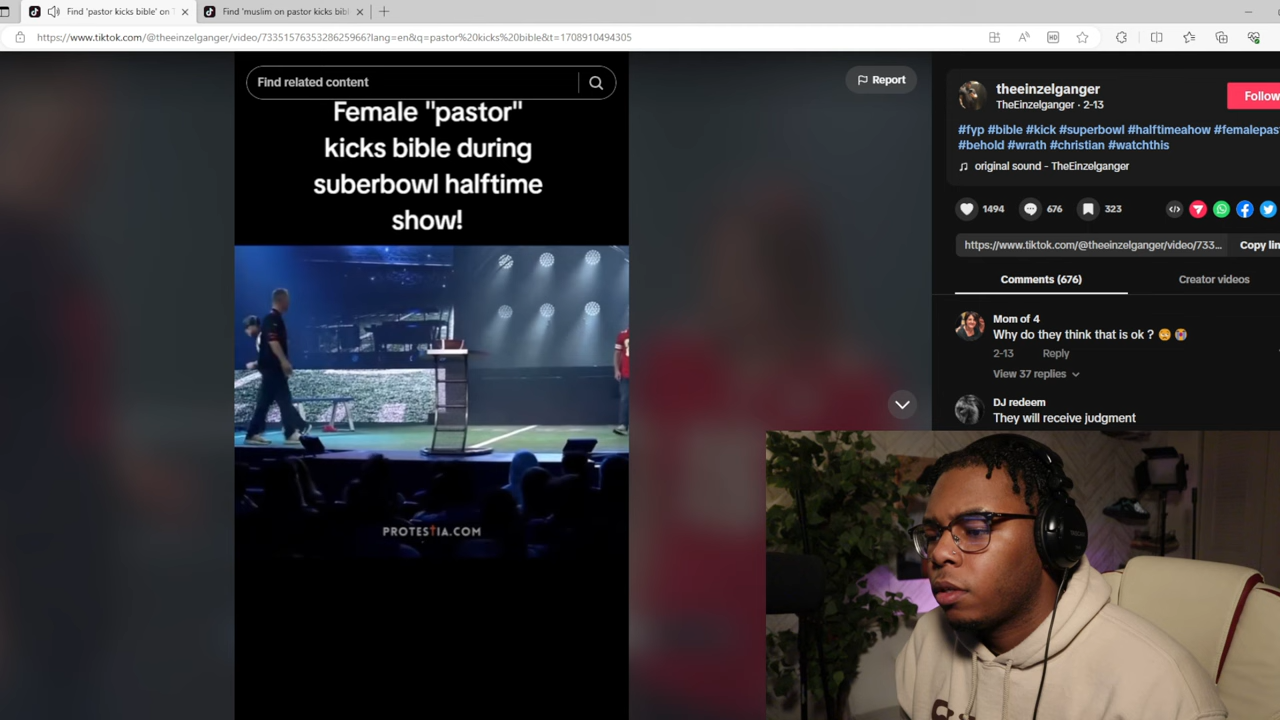 Find 'pastor kicks bible' on T
Find 'muslim on pastor kicks bibl
https://www.tiktok.com/@theeinzelganger/video/7335157635328625966?lang=en&q=pastor%20kicks%20bible&t=1708910494305
Find related content
Report
Female "pastor"
kicks bible during
suberbowl halftime
show!
PROTESTIA.COM
theeinzelganger
TheEinzelganger · 2-13
Follow
#fyp #bible #kick #superbowl #halftimeahow #femalepas
#behold #wrath #christian #watchthis
original sound - TheEinzelganger
1494
676
323
https://www.tiktok.com/@theeinzelganger/video/733...
Copy lin
Comments (676)
Creator videos
Mom of 4
Why do they think that is ok ? 😩 😭
2-13
Reply
View 37 replies
DJ redeem
They will receive judgment